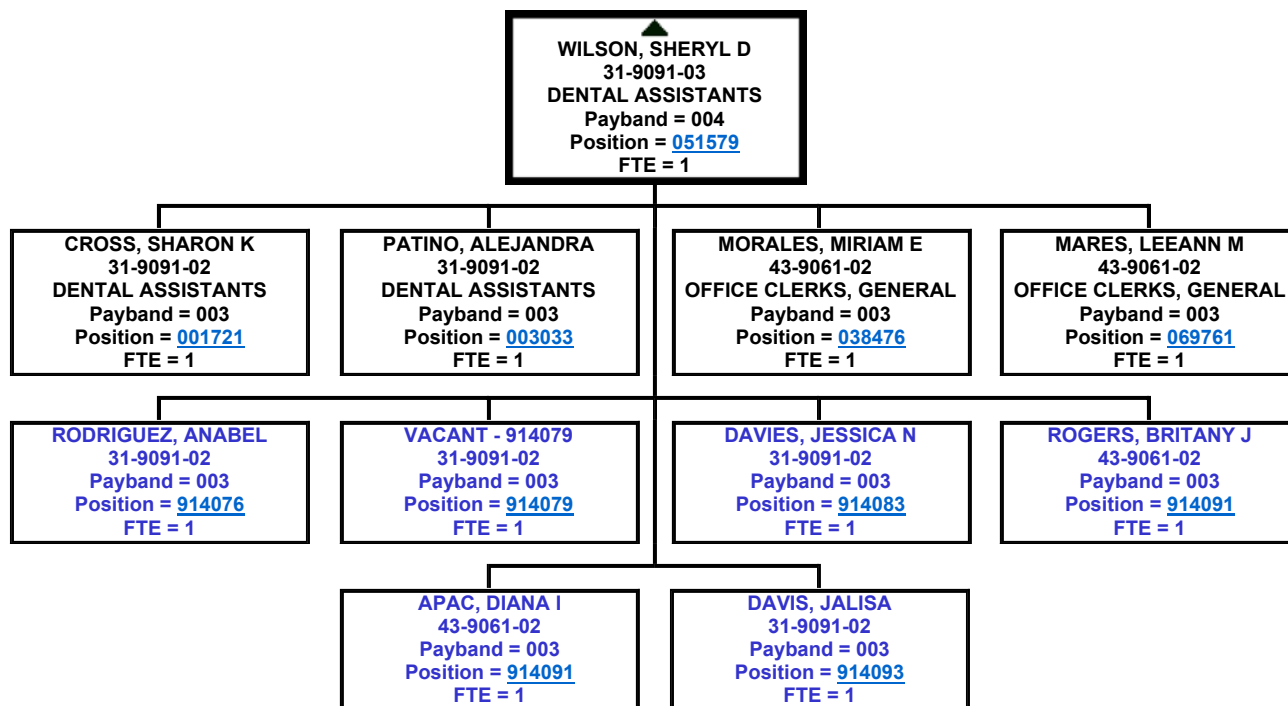 WILSON, SHERYL D
31-9091-03
DENTAL ASSISTANTS
Payband = 004
Position = 051579
FTE = 1
CROSS, SHARON K
31-9091-02
DENTAL ASSISTANTS
Payband = 003
Position = 001721
FTE = 1
PATINO, ALEJANDRA
31-9091-02
DENTAL ASSISTANTS
Payband = 003
Position = 003033
FTE = 1
MORALES, MIRIAM E
43-9061-02
OFFICE CLERKS, GENERAL
Payband = 003
Position = 038476
FTE = 1
MARES, LEEANN M
43-9061-02
OFFICE CLERKS, GENERAL
Payband = 003
Position = 069761
FTE = 1
RODRIGUEZ, ANABEL
31-9091-02
Payband = 003
Position = 914076
FTE = 1
VACANT - 914079
31-9091-02
Payband = 003
Position = 914079
FTE = 1
DAVIES, JESSICA N
31-9091-02
Payband = 003
Position = 914083
FTE = 1
ROGERS, BRITANY J
43-9061-02
Payband = 003
Position = 914091
FTE = 1
APAC, DIANA I
43-9061-02
Payband = 003
Position = 914091
FTE = 1
DAVIS, JALISA
31-9091-02
Payband = 003
Position = 914093
FTE = 1